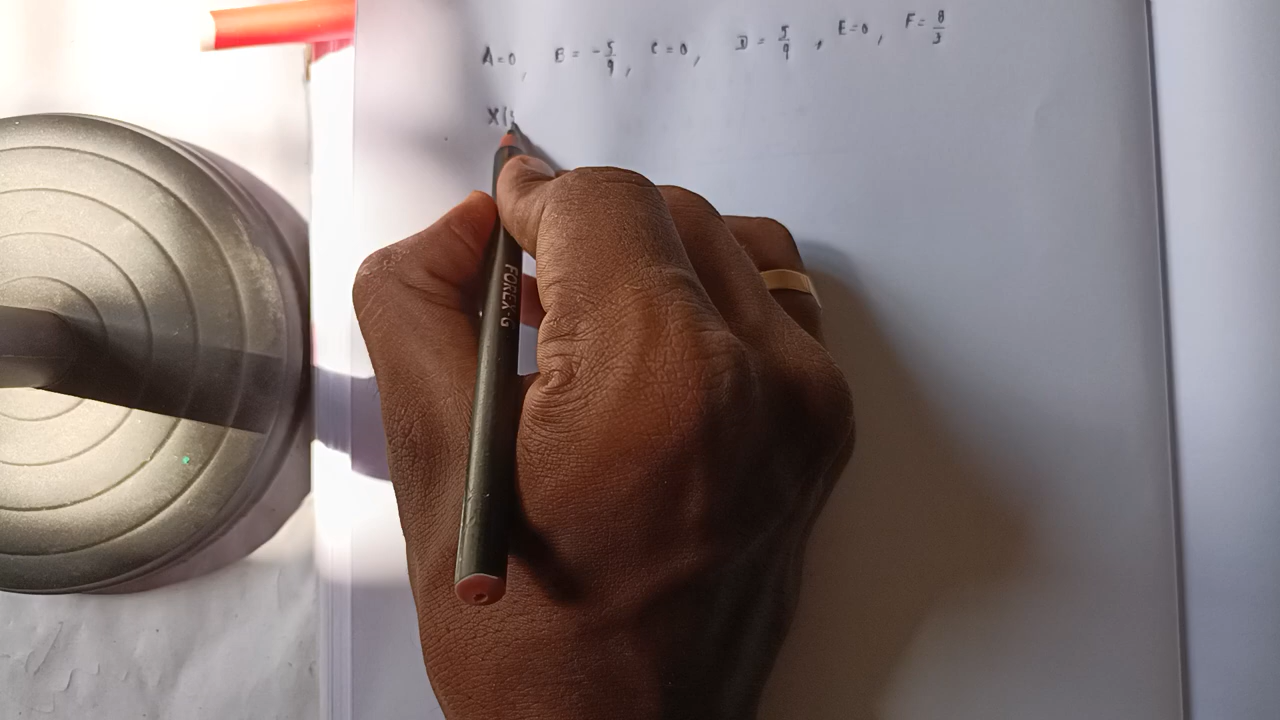 A=0, B = -5/9, C=0, D = 5/9, E=0, F = 8/3
X(s
FOREX-G